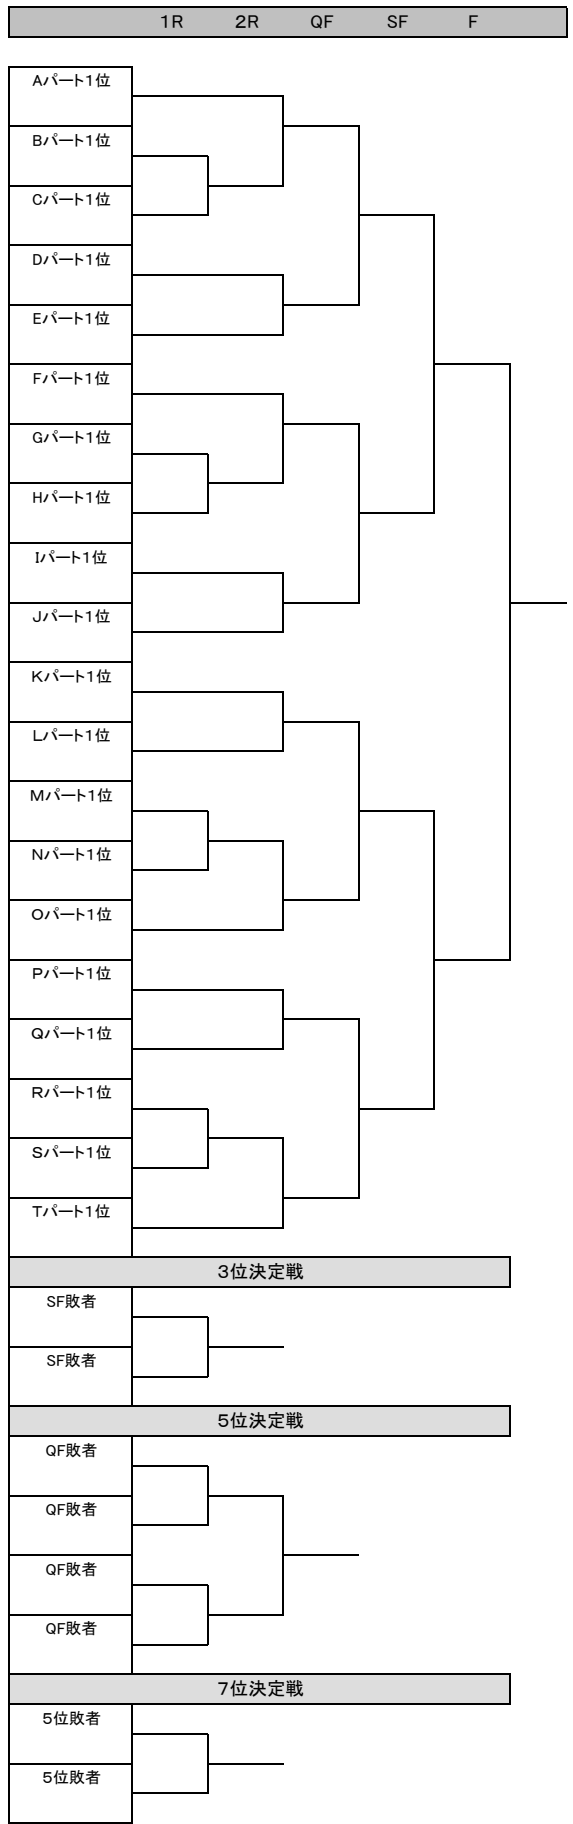 １R ２R QF SF F
Aパート１位
Bパート１位
Cパート１位
Dパート１位
Eパート１位
Fパート１位
Gパート１位
Hパート１位
Iパート１位
Jパート１位
Kパート１位
Lパート１位
Mパート１位
Nパート１位
Oパート１位
Pパート１位
Qパート１位
Rパート１位
Sパート１位
Tパート１位
３位決定戦
SF敗者
SF敗者
５位決定戦
QF敗者
QF敗者
QF敗者
QF敗者
７位決定戦
５位敗者
５位敗者